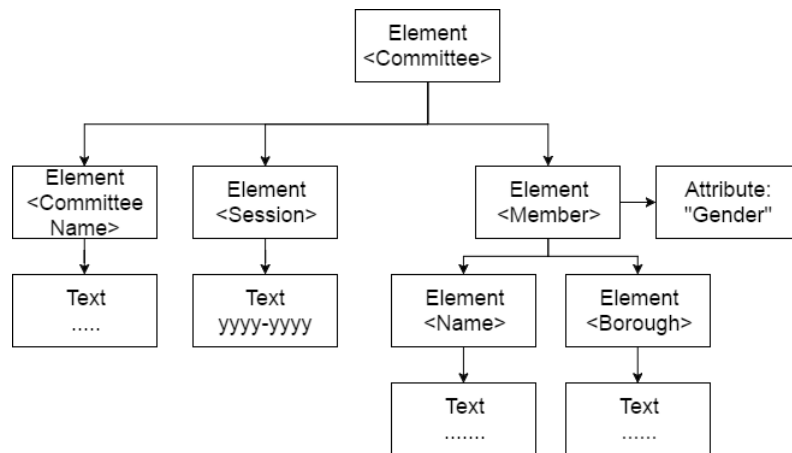 Element
<Committee>
Element
<Committee
Name>
Element
<Session>
Element
<Member>
Attribute:
"Gender"
Text
.....
Text
yyyy-yyyy
Element
<Name>
Element
<Borough>
Text
.......
Text
......